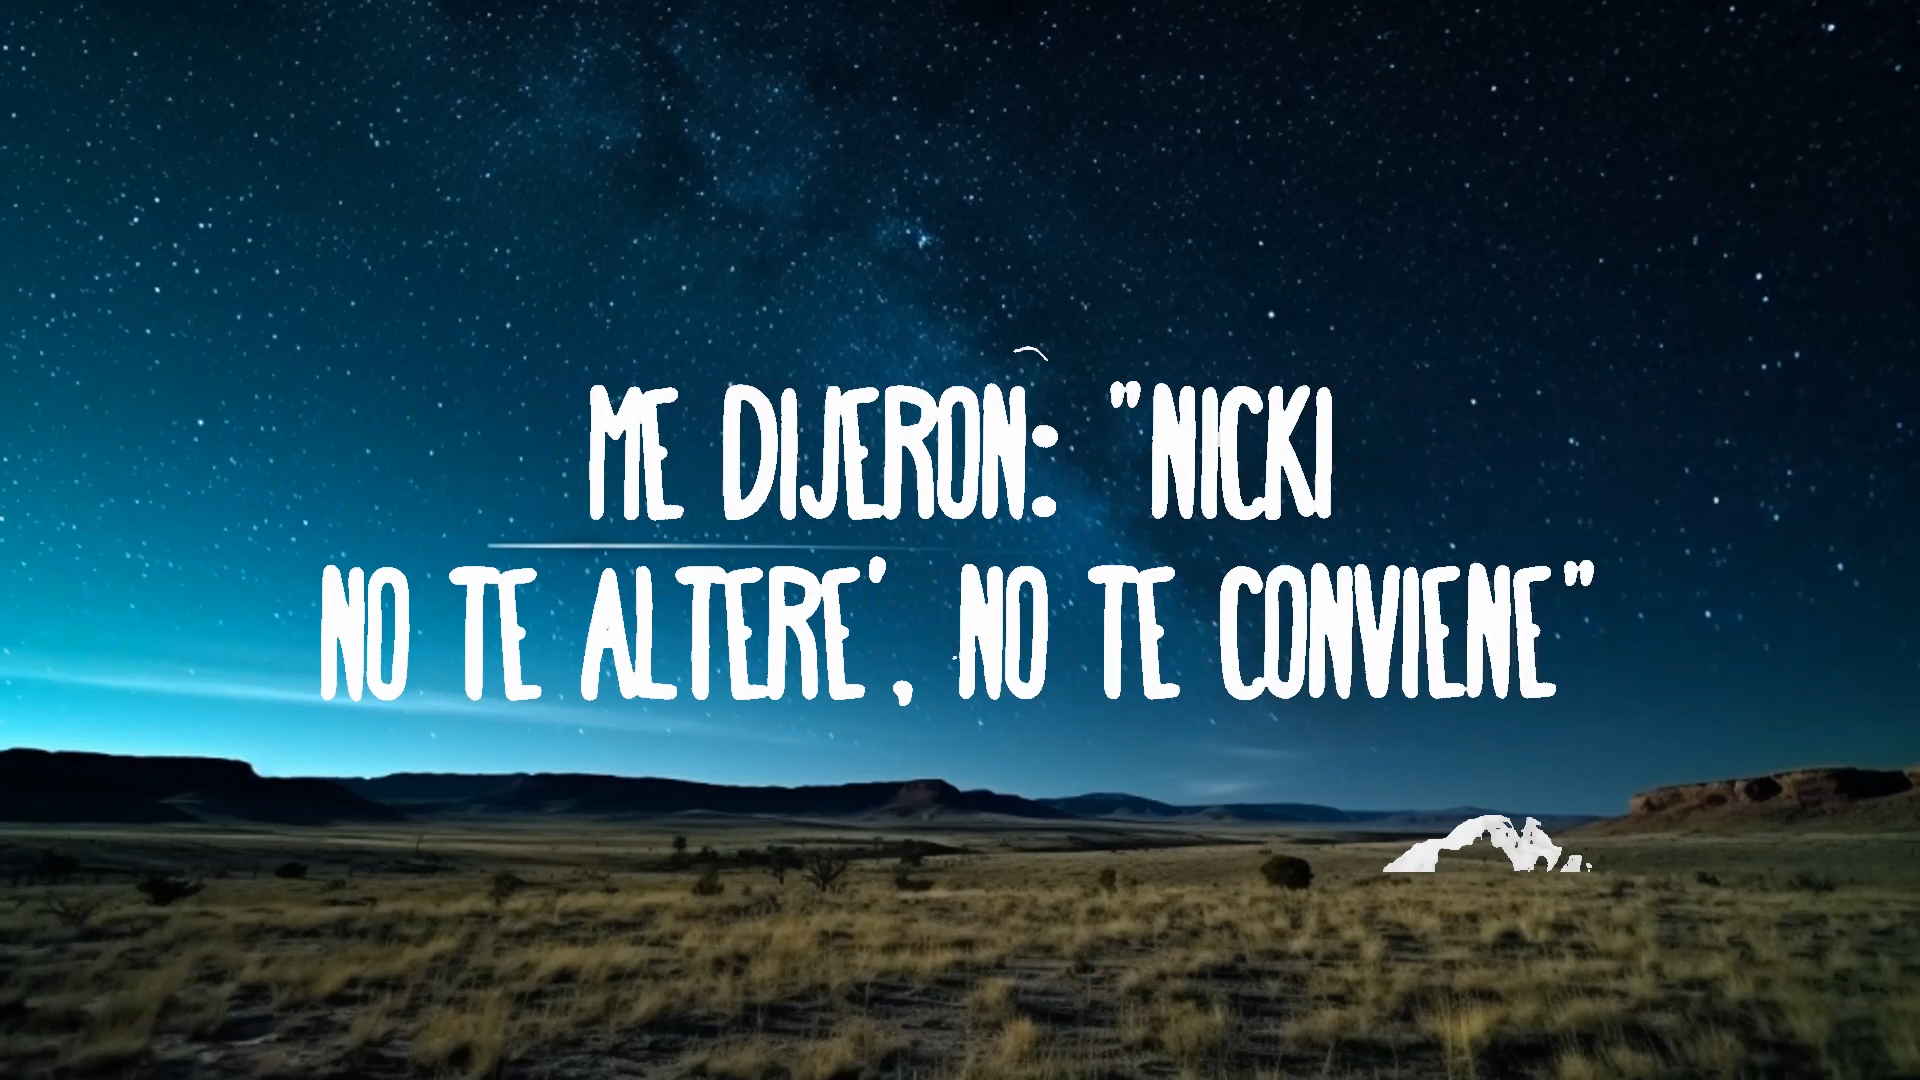 ME DIJERON: "NICKI
NO TE ALTERE', NO TE CONVIENE"